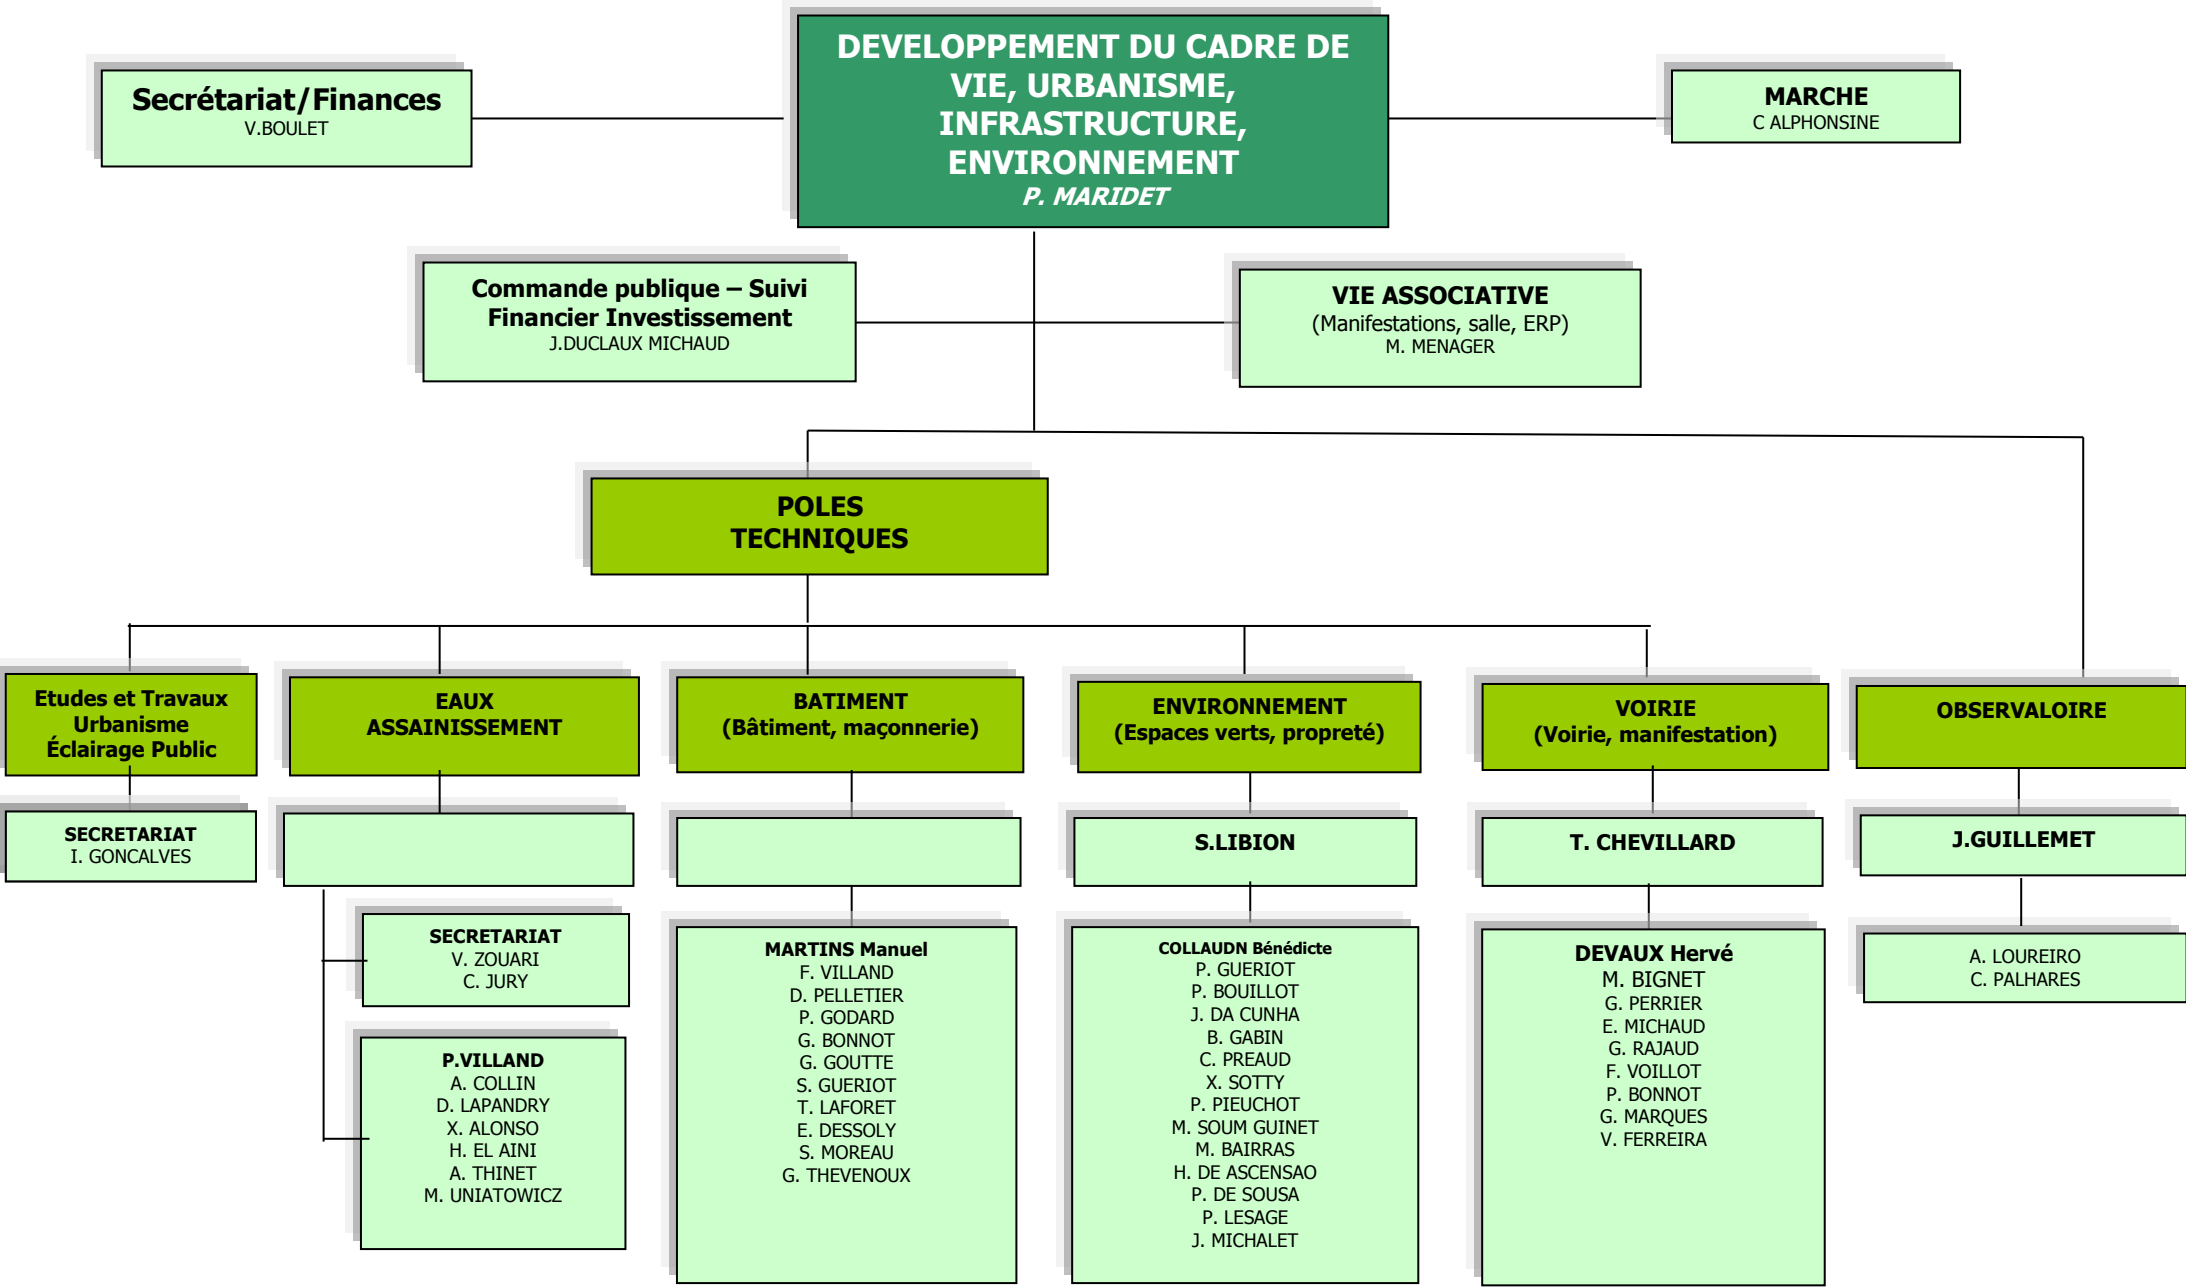 DEVELOPPEMENT DU CADRE DE
VIE, URBANISME,
INFRASTRUCTURE,
ENVIRONNEMENT
P. MARIDET
Secrétariat/Finances
V.BOULET
MARCHE
C ALPHONSINE
Commande publique – Suivi
Financier Investissement
J.DUCLAUX MICHAUD
VIE ASSOCIATIVE
(Manifestations, salle, ERP)
M. MENAGER
POLES
TECHNIQUES
Etudes et Travaux
Urbanisme
Éclairage Public
SECRETARIAT
I. GONCALVES
EAUX
ASSAINISSEMENT
SECRETARIAT
V. ZOUARI
C. JURY
P.VILLAND
A. COLLIN
D. LAPANDRY
X. ALONSO
H. EL AINI
A. THINET
M. UNIATOWICZ
BATIMENT
(Bâtiment, maçonnerie)
MARTINS Manuel
F. VILLAND
D. PELLETIER
P. GODARD
G. BONNOT
G. GOUTTE
S. GUERIOT
T. LAFORET
E. DESSOLY
S. MOREAU
G. THEVENOUX
ENVIRONNEMENT
(Espaces verts, propreté)
S.LIBION
COLLAUDN Bénédicte
P. GUERIOT
P. BOUILLOT
J. DA CUNHA
B. GABIN
C. PREAUD
X. SOTTY
P. PIEUCHOT
M. SOUM GUINET
M. BAIRRAS
H. DE ASCENSAO
P. DE SOUSA
P. LESAGE
J. MICHALET
VOIRIE
(Voirie, manifestation)
T. CHEVILLARD
DEVAUX Hervé
M. BIGNET
G. PERRIER
E. MICHAUD
G. RAJAUD
F. VOILLOT
P. BONNOT
G. MARQUES
V. FERREIRA
OBSERVALOIRE
J.GUILLEMET
A. LOUREIRO
C. PALHARES